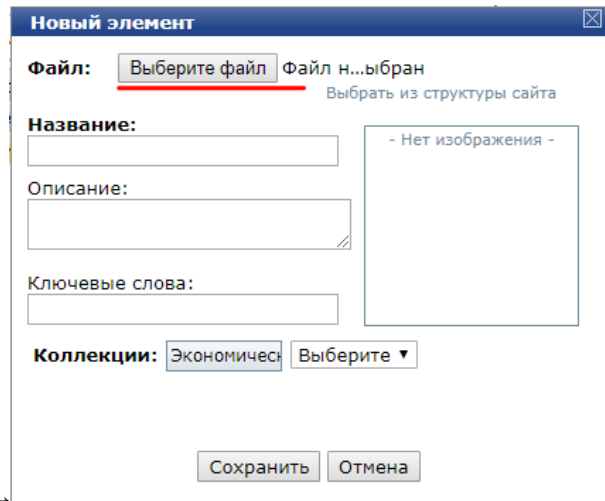 Новый элемент
Файл: Выберите файл Файл н...ыбран
Выбрать из структуры сайта
Название:
- Нет изображения -
Описание:
Ключевые слова:
Коллекции: Экономическ Выберите
Сохранить Отмена